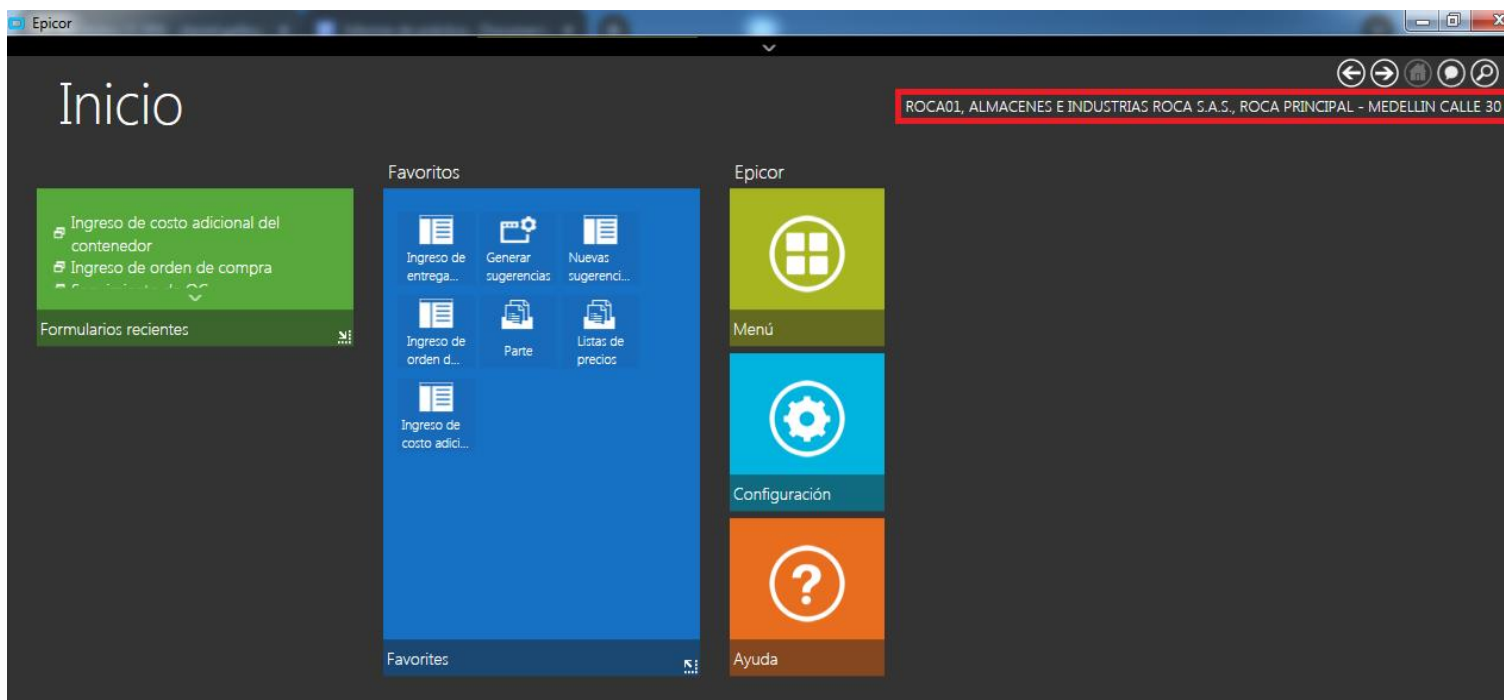 Epicor
Inicio
ROCA01, ALMACENES E INDUSTRIAS ROCA S.A.S., ROCA PRINCIPAL - MEDELLIN CALLE 30
Ingreso de costo adicional del
contenedor
Ingreso de orden de compra
Formularios recientes
Favoritos
Ingreso de
entrega...
Generar
sugerencias
Nuevas
sugerenci...
Ingreso de
orden d...
Parte
Listas de
precios
Ingreso de
costo adici...
Favorites
Epicor
Menú
Configuración
Ayuda